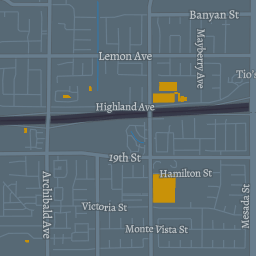 Banyan St
Lemon Ave
Mayberry Ave
Tio's
Highland Ave
19th St
Hamilton St
Archibald Ave
Victoria St
Mesada St
Monte Vista St